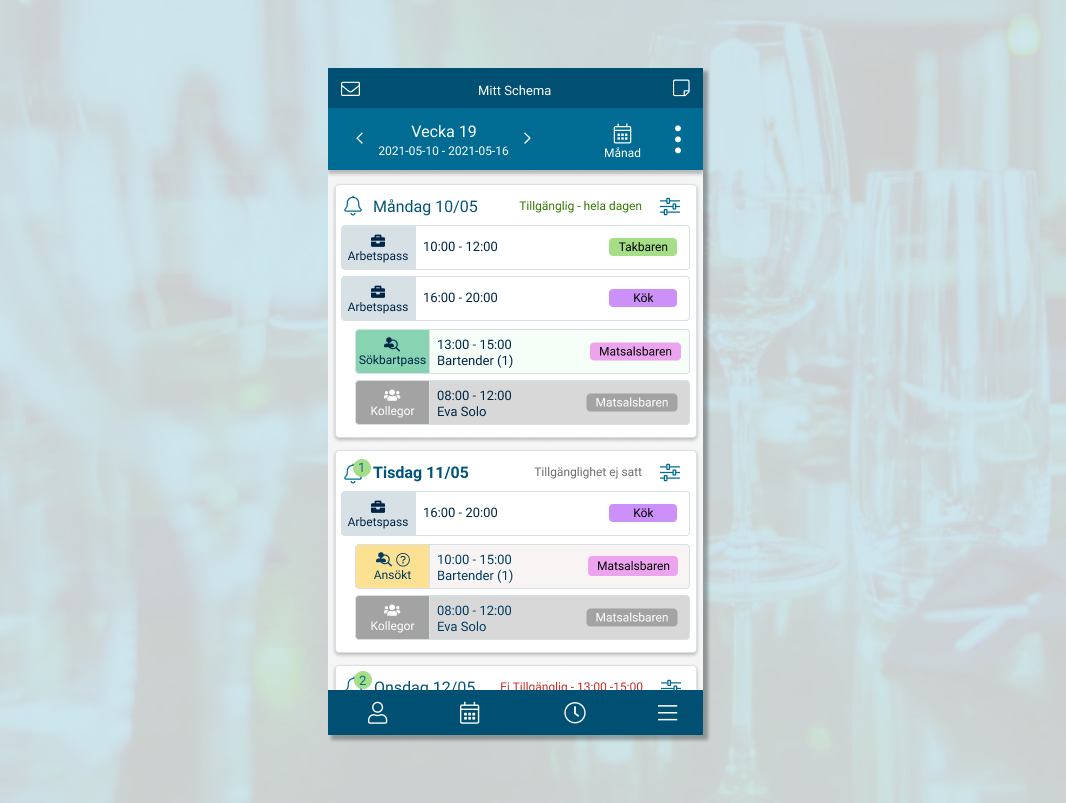 Mitt Schema
Vecka 19
2021-05-10 - 2021-05-16
Månad
Måndag 10/05
Tillgänglig - hela dagen
Arbetspass
10:00 - 12:00
Takbaren
Arbetspass
16:00 - 20:00
Kök
Sökbartpass
13:00 - 15:00
Bartender (1)
Matsalsbaren
Kollegor
08:00 - 12:00
Eva Solo
Matsalsbaren
1
Tisdag 11/05
Tillgänglighet ej satt
Arbetspass
16:00 - 20:00
Kök
Ansökt
10:00 - 15:00
Bartender (1)
Matsalsbaren
Kollegor
08:00 - 12:00
Eva Solo
Matsalsbaren
2
Onsdag 12/05
Ej Tillgänglig - 13:00 -15:00